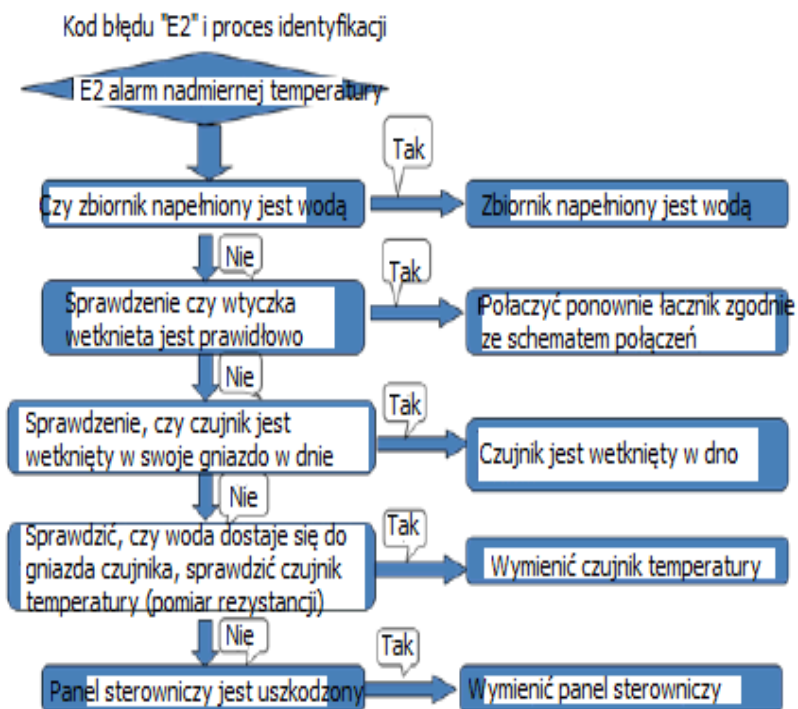 Kod błędu "E2" i proces identyfikacji
E2 alarm nadmiernej temperatury
Tak
Czy zbiornik napełniony jest wodą
Zbiornik napełniony jest wodą
Nie
Tak
Sprawdzenie czy wtyczka
wetknieta jest prawidłowo
Połaczyć ponownie łacznik zgodnie
ze schematem połączeń
Nie
Tak
Sprawdzenie, czy czujnik jest
wetknięty w swoje gniazdo w dnie
Czujnik jest wetknięty w dno
Nie
Tak
Sprawdzić, czy woda dostaje się do
gniazda czujnika, sprawdzić czujnik
temperatury (pomiar rezystancji)
Wymienić czujnik temperatury
Nie
Tak
Panel sterowniczy jest uszkodzony
Wymienić panel sterowniczy